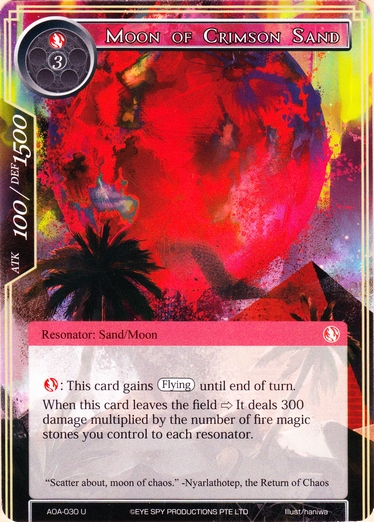 Moon of Crimson Sand
3
ATK 100 / DEF 1500
Resonator: Sand/Moon
: This card gains Flying until end of turn.
When this card leaves the field ⇨ It deals 300
damage multiplied by the number of fire magic
stones you control to each resonator.
“Scatter about, moon of chaos.” -Nyarlathotep, the Return of Chaos
AOA-030 U
©EYE SPY PRODUCTIONS PTE LTD
Illust/haniwa